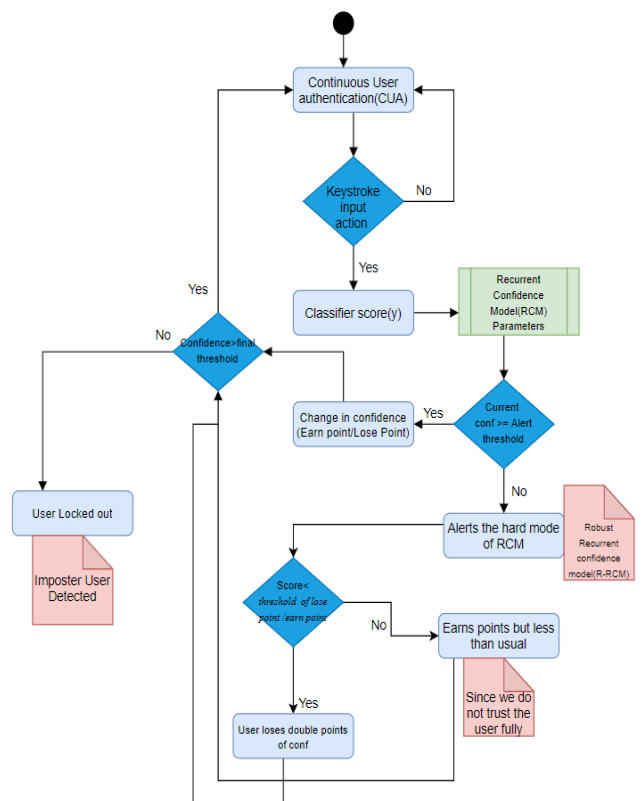 Continuous User
authentication(CUA)
Keystroke
input
action
No
Yes
Classifier score(y)
Recurrent
Confidence
Model(RCM)
Parameters
Yes
No
Confidence>final
threshold
Change in confidence
(Earn point/Lose Point)
Yes
Current
conf >= Alert
threshold
No
User Locked out
Imposter User
Detected
Alerts the hard mode
of RCM
Robust
Recurrent
confidence
model(R-RCM)
Score<
threshold of lose
point /earn point
No
Earns points but less
than usual
Since we do
not trust the
user fully
Yes
User loses double points
of conf